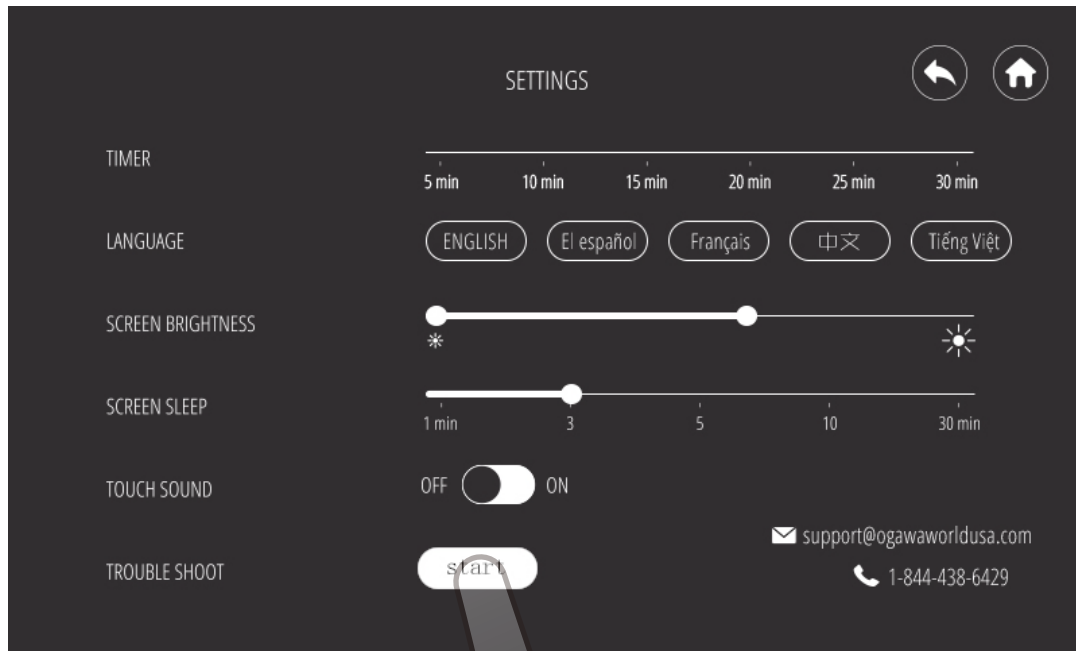 SETTINGS
TIMER
5 min 10 min 15 min 20 min 25 min 30 min
LANGUAGE
ENGLISH El español Français 中文 Tiếng Việt
SCREEN BRIGHTNESS
SCREEN SLEEP
1 min 3 5 10 30 min
TOUCH SOUND
OFF ON
support@ogawaworldusa.com
TROUBLE SHOOT
start
1-844-438-6429